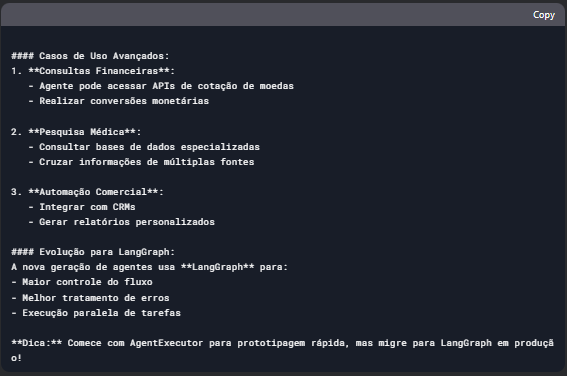 Copy
#### Casos de Uso Avançados:
1. **Consultas Financeiras**:
   - Agente pode acessar APIs de cotação de moedas
   - Realizar conversões monetárias
2. **Pesquisa Médica**:
   - Consultar bases de dados especializadas
   - Cruzar informações de múltiplas fontes
3. **Automação Comercial**:
   - Integrar com CRMs
   - Gerar relatórios personalizados
#### Evolução para LangGraph:
A nova geração de agentes usa **LangGraph** para:
- Maior controle do fluxo
- Melhor tratamento de erros
- Execução paralela de tarefas
**Dica:** Comece com AgentExecutor para prototipagem rápida, mas migre para LangGraph em produçã
o!